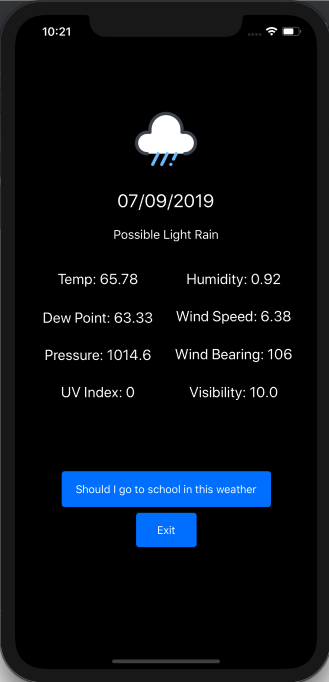 10:21
07/09/2019
Possible Light Rain
Temp: 65.78 Humidity: 0.92
Dew Point: 63.33 Wind Speed: 6.38
Pressure: 1014.6 Wind Bearing: 106
UV Index: 0 Visibility: 10.0
Should I go to school in this weather
Exit